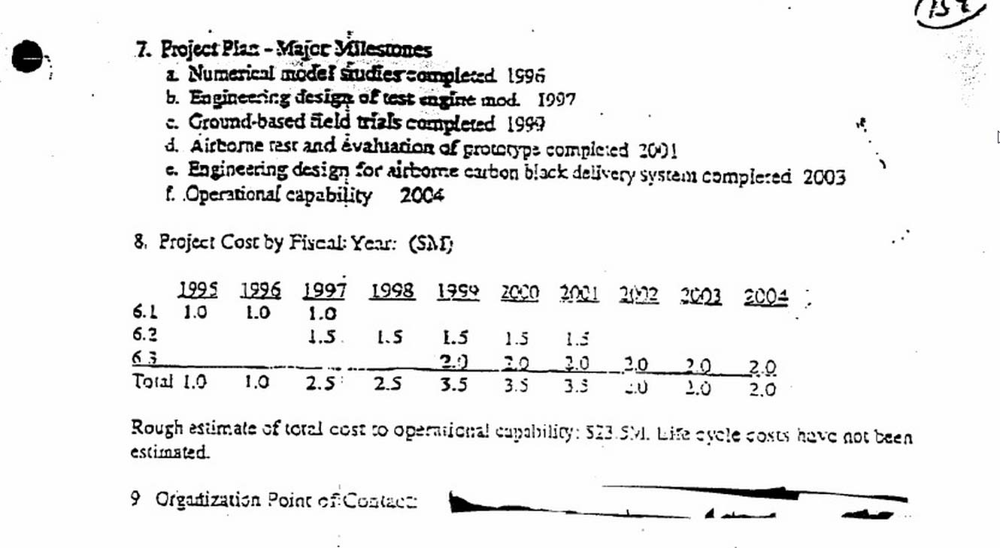 7. Project Plan - Major Milestones
a. Numerical model studies completed 1996
b. Engineering design of test engine mod. 1997
c. Ground-based field trials completed 1999
d. Airborne test and evaluation of prototype completed 2001
e. Engineering design for airborne carbon black delivery system completed 2003
f. Operational capability 2004
8. Project Cost by Fiscal Year: ($M)
1995 1996 1997 1998 1999 2000 2001 2002 2003 2004
6.1 1.0 1.0 1.0
6.2 1.5 1.5 1.5 1.5 1.5
6.3 2.0 2.0 2.0 2.0 2.0 2.0
Total 1.0 1.0 2.5 2.5 3.5 3.5 3.5 2.0 2.0 2.0
Rough estimate of total cost to operational capability: $23.5M. Life cycle costs have not been
estimated.
9 Organization Point of Contact: